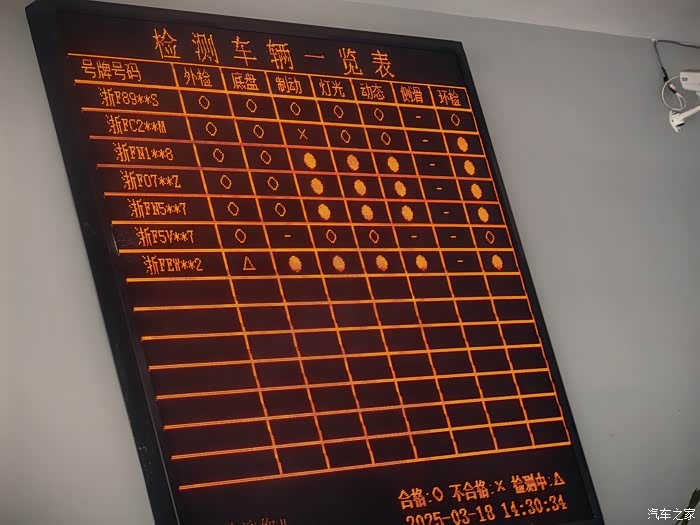 检测车辆一览表
号牌号码 外检 底盘 制动 灯光 动态 侧滑 环检
浙F89**S ○ ○ ○ ○ ○ - ○
浙FC2**M ○ ○ × ○ ○ - ●
浙FN1**8 ○ ○ ● ● ● - ●
浙F07**Z ○ ○ ● ● ● - ●
浙FN5**7 ○ ○ ● ● ● - ●
浙F5V**7 ○ - ○ ○ - - ○
浙FEW**2 △ ● ● ● ● - ●
合格:○ 不合格:× 检测中:△
2025-03-18 14:30:34
汽车之家